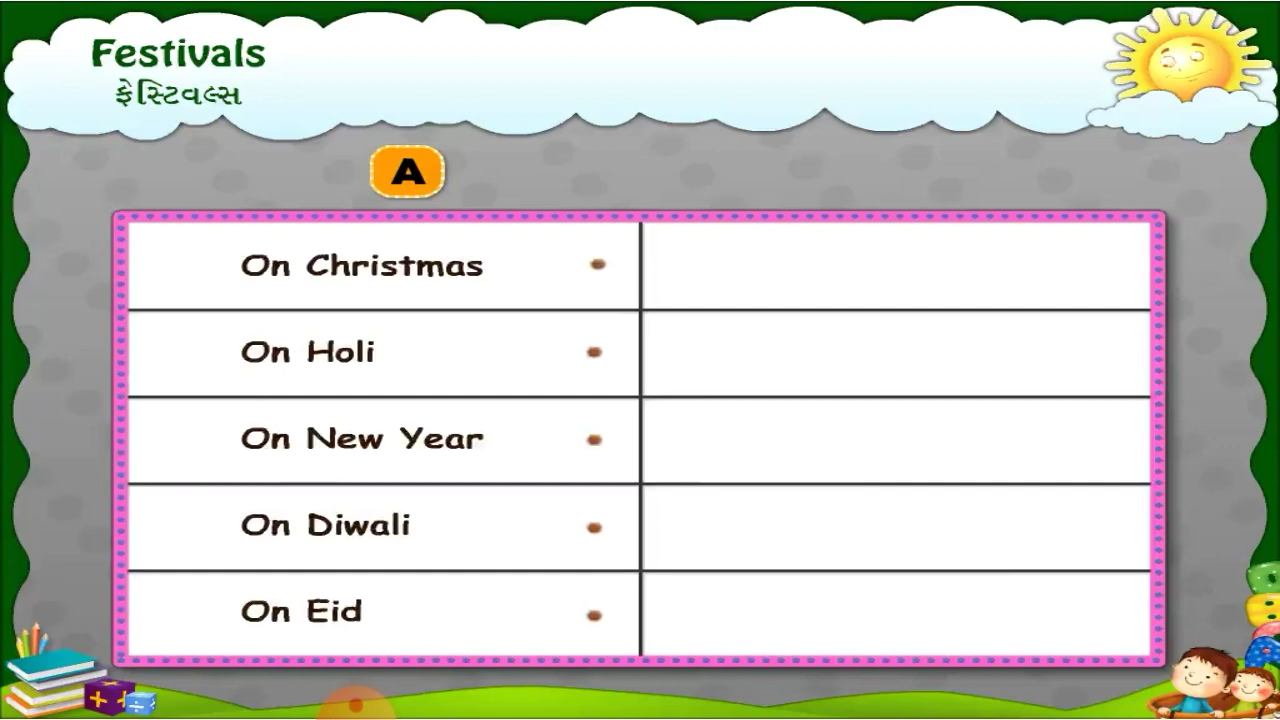 Festivals
ફેસ્ટિવલ્સ
A
On Christmas
On Holi
On New Year
On Diwali
On Eid